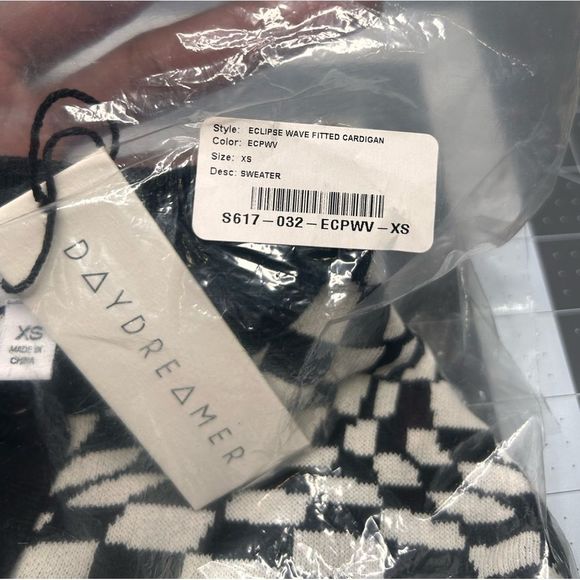 Style: ECLIPSE WAVE FITTED CARDIGAN
Color: ECPWV
Size: XS
Desc: SWEATER
S617-032-ECPWV-XS
DAYDREAMER
XS
MADE IN
CHINA